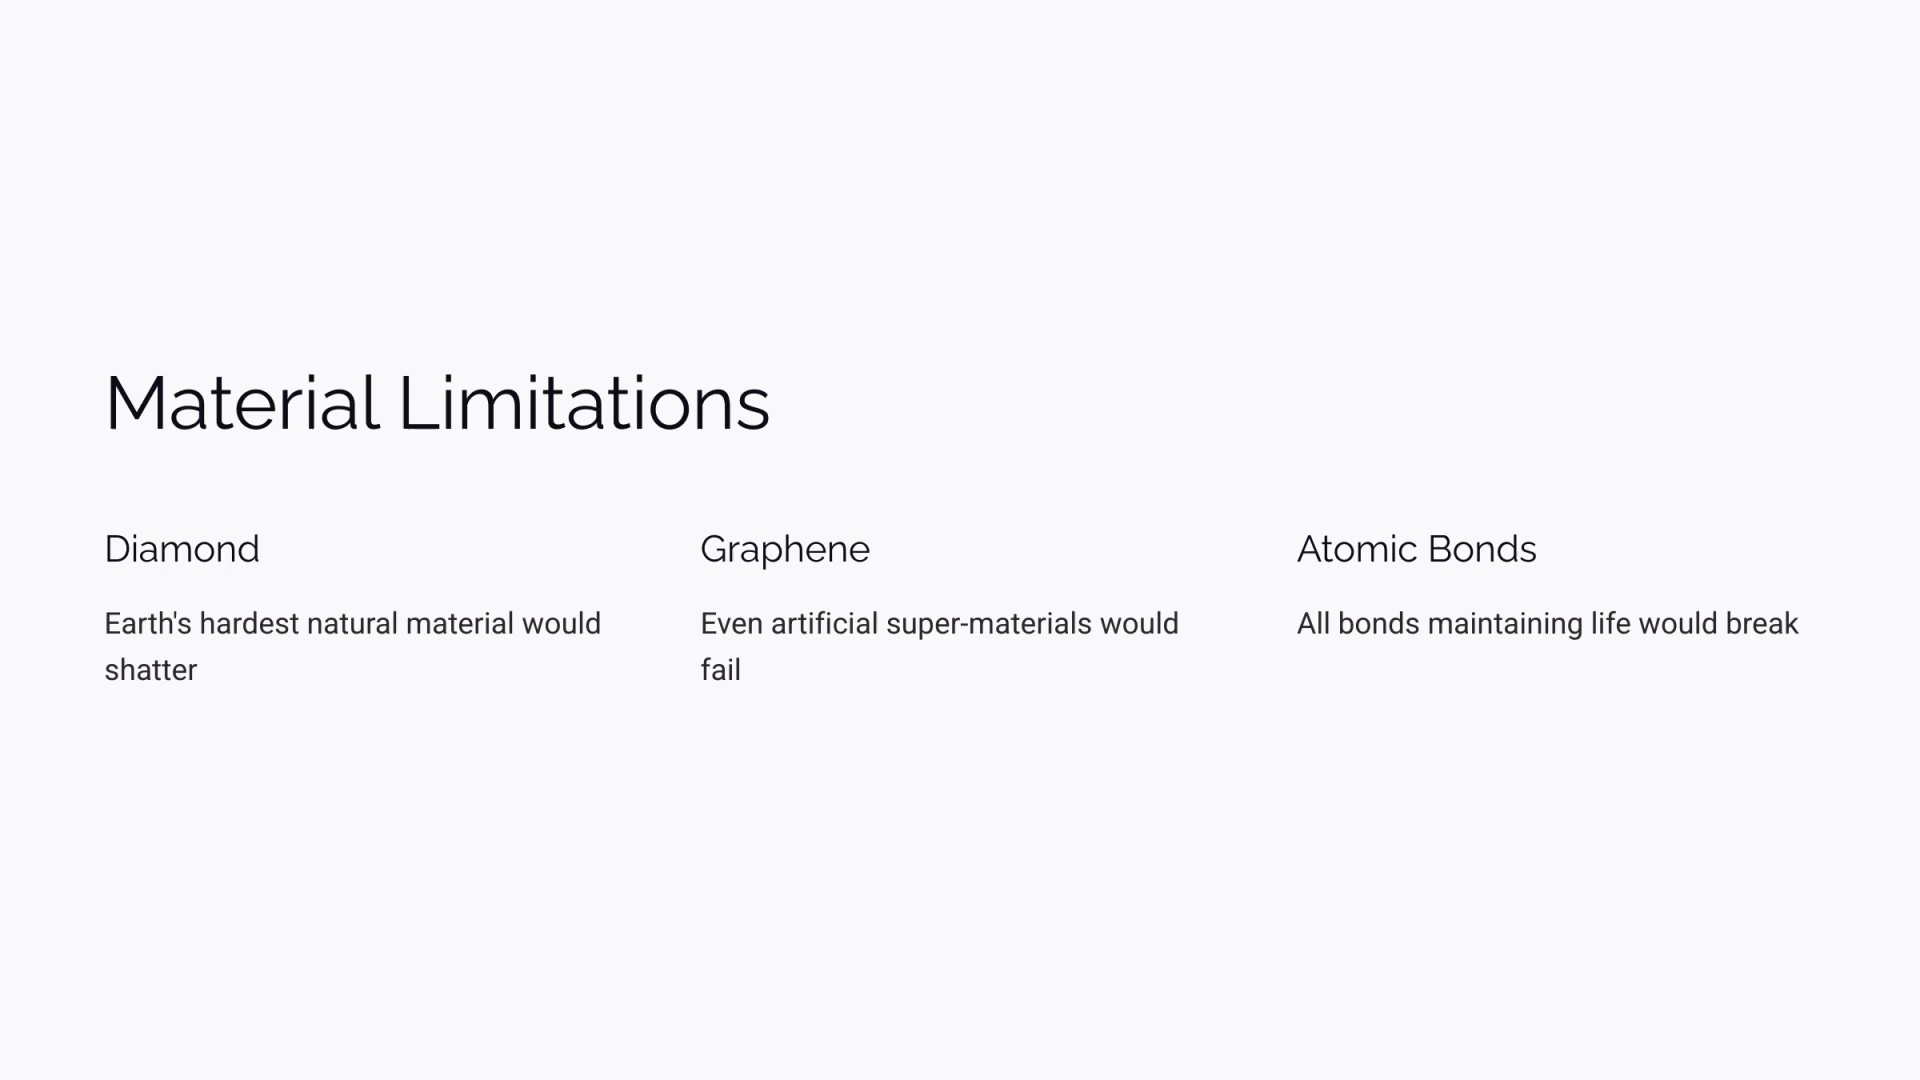 Material Limitations
Diamond
Earth's hardest natural material would
shatter
Graphene
Even artificial super-materials would
fail
Atomic Bonds
All bonds maintaining life would break